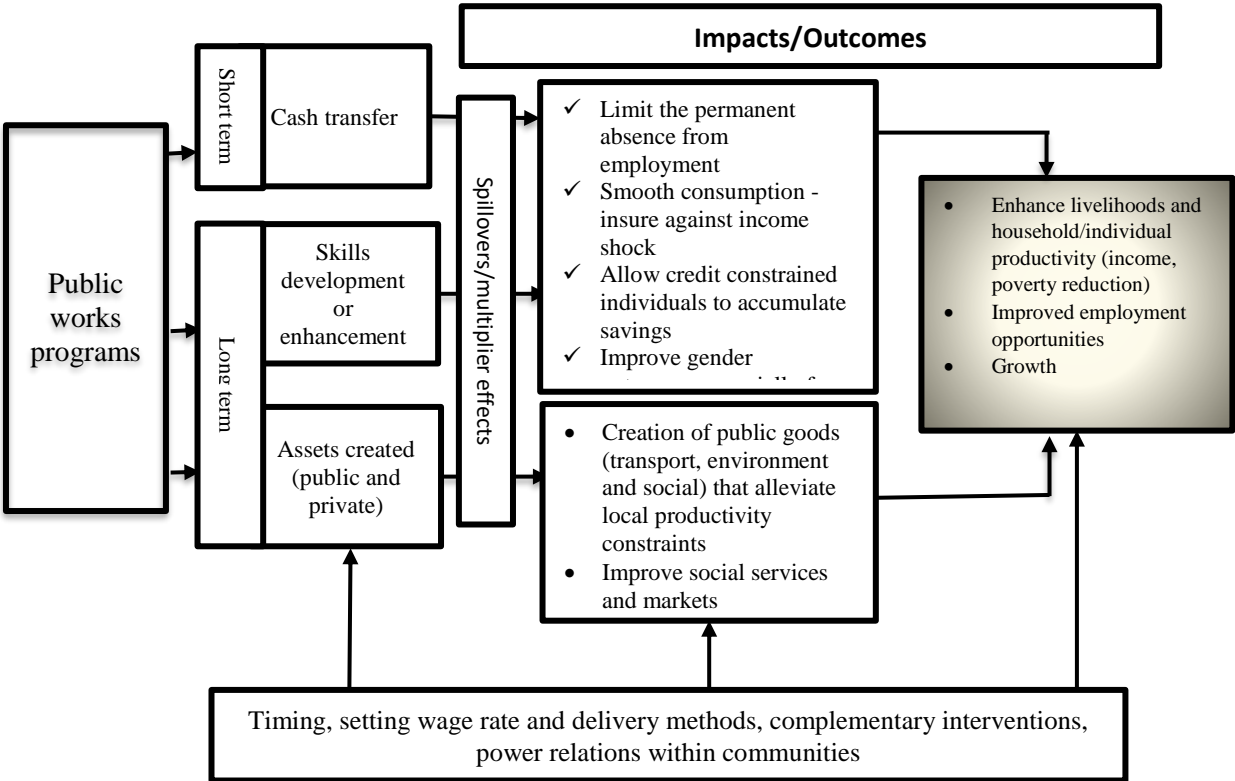 Impacts/Outcomes
Public
works
programs
Short term
Cash transfer
Long term
Skills
development
or
enhancement
Assets created
(public and
private)
Spillovers/multiplier effects
✓ Limit the permanent
absence from
employment
✓ Smooth consumption -
insure against income
shock
✓ Allow credit constrained
individuals to accumulate
savings
✓ Improve gender
• Creation of public goods
(transport, environment
and social) that alleviate
local productivity
constraints
• Improve social services
and markets
• Enhance livelihoods and
household/individual
productivity (income,
poverty reduction)
• Improved employment
opportunities
• Growth
Timing, setting wage rate and delivery methods, complementary interventions,
power relations within communities